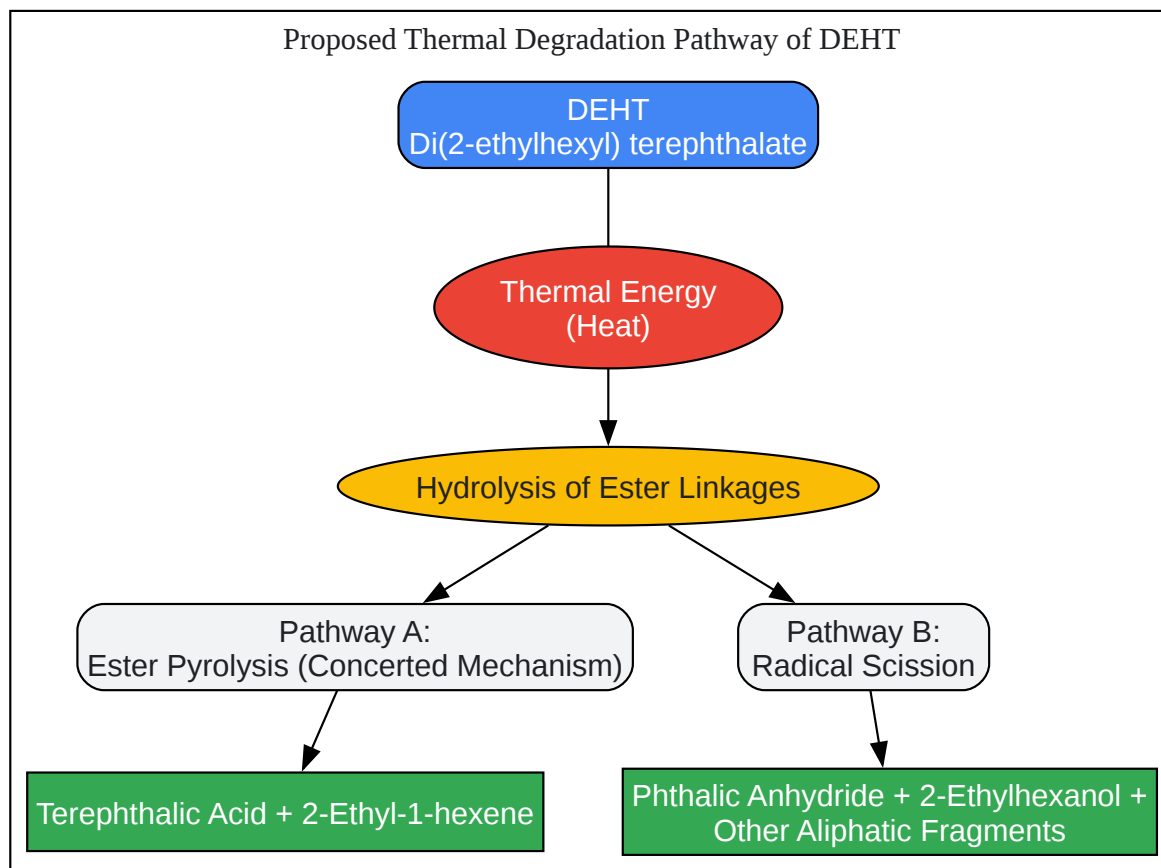 Proposed Thermal Degradation Pathway of DEHT
DEHT
Di(2-ethylhexyl) terephthalate
Thermal Energy
(Heat)
Hydrolysis of Ester Linkages
Pathway A:
Ester Pyrolysis (Concerted Mechanism)
Pathway B:
Radical Scission
Terephthalic Acid + 2-Ethyl-1-hexene
Phthalic Anhydride + 2-Ethylhexanol +
Other Aliphatic Fragments